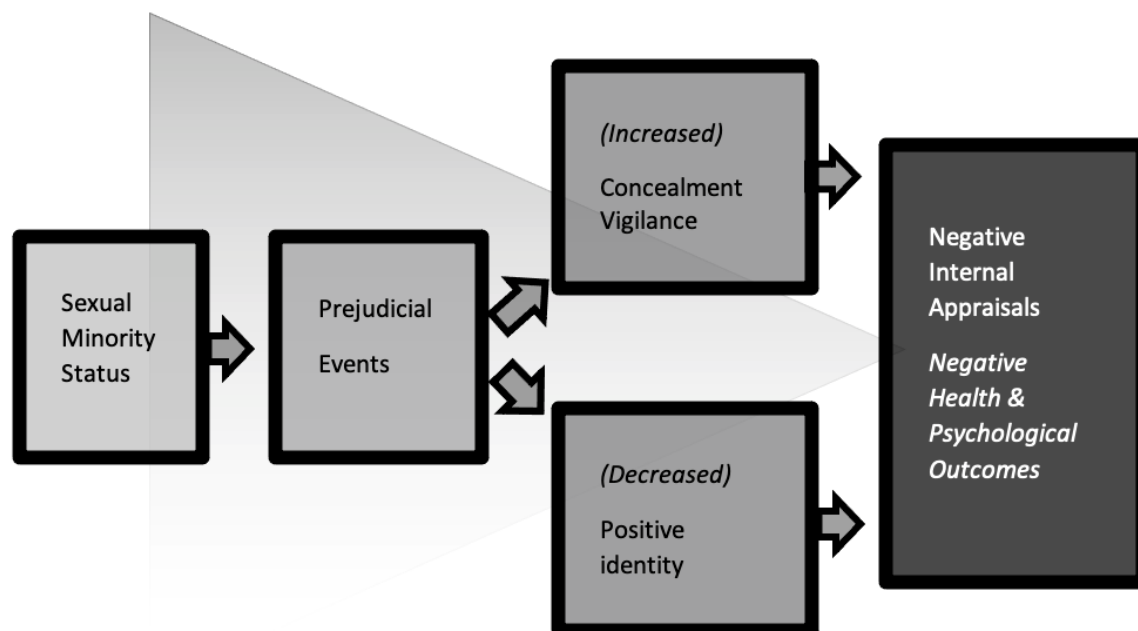 Sexual
Minority
Status
Prejudicial
Events
(Increased)
Concealment
Vigilance
(Decreased)
Positive
identity
Negative
Internal
Appraisals
Negative
Health &
Psychological
Outcomes